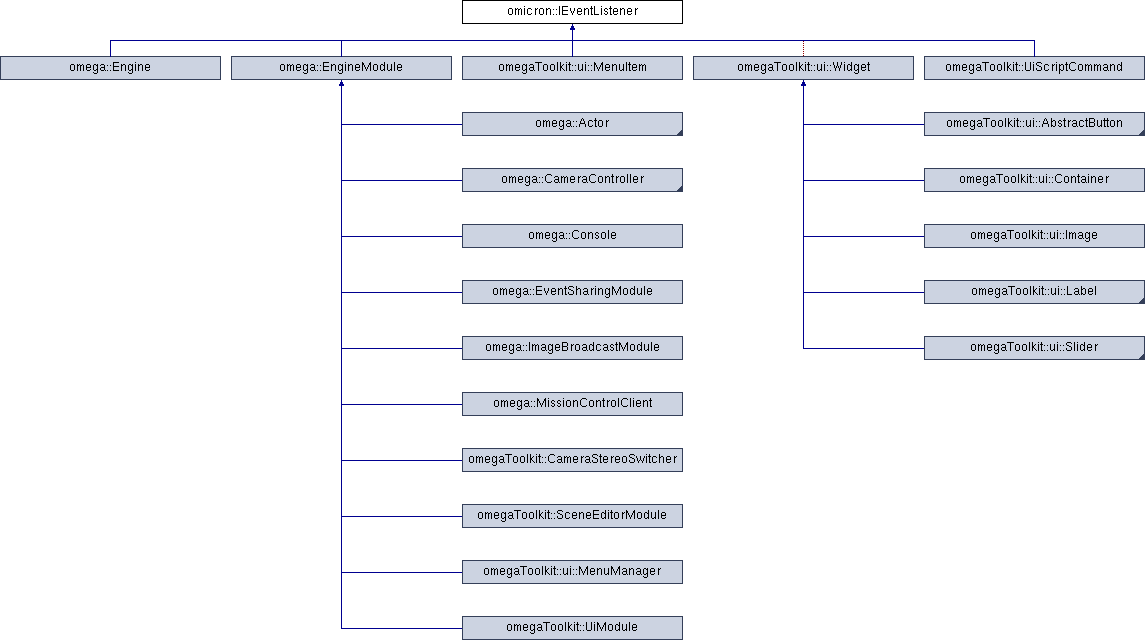 omicron::IEventListener
omega::Engine
omega::EngineModule
omegaToolkit::ui::MenuItem
omegaToolkit::ui::Widget
omegaToolkit::UiScriptCommand
omega::Actor
omegaToolkit::ui::AbstractButton
omega::CameraController
omegaToolkit::ui::Container
omega::Console
omegaToolkit::ui::Image
omega::EventSharingModule
omegaToolkit::ui::Label
omega::ImageBroadcastModule
omegaToolkit::ui::Slider
omega::MissionControlClient
omegaToolkit::CameraStereoSwitcher
omegaToolkit::SceneEditorModule
omegaToolkit::ui::MenuManager
omegaToolkit::UiModule